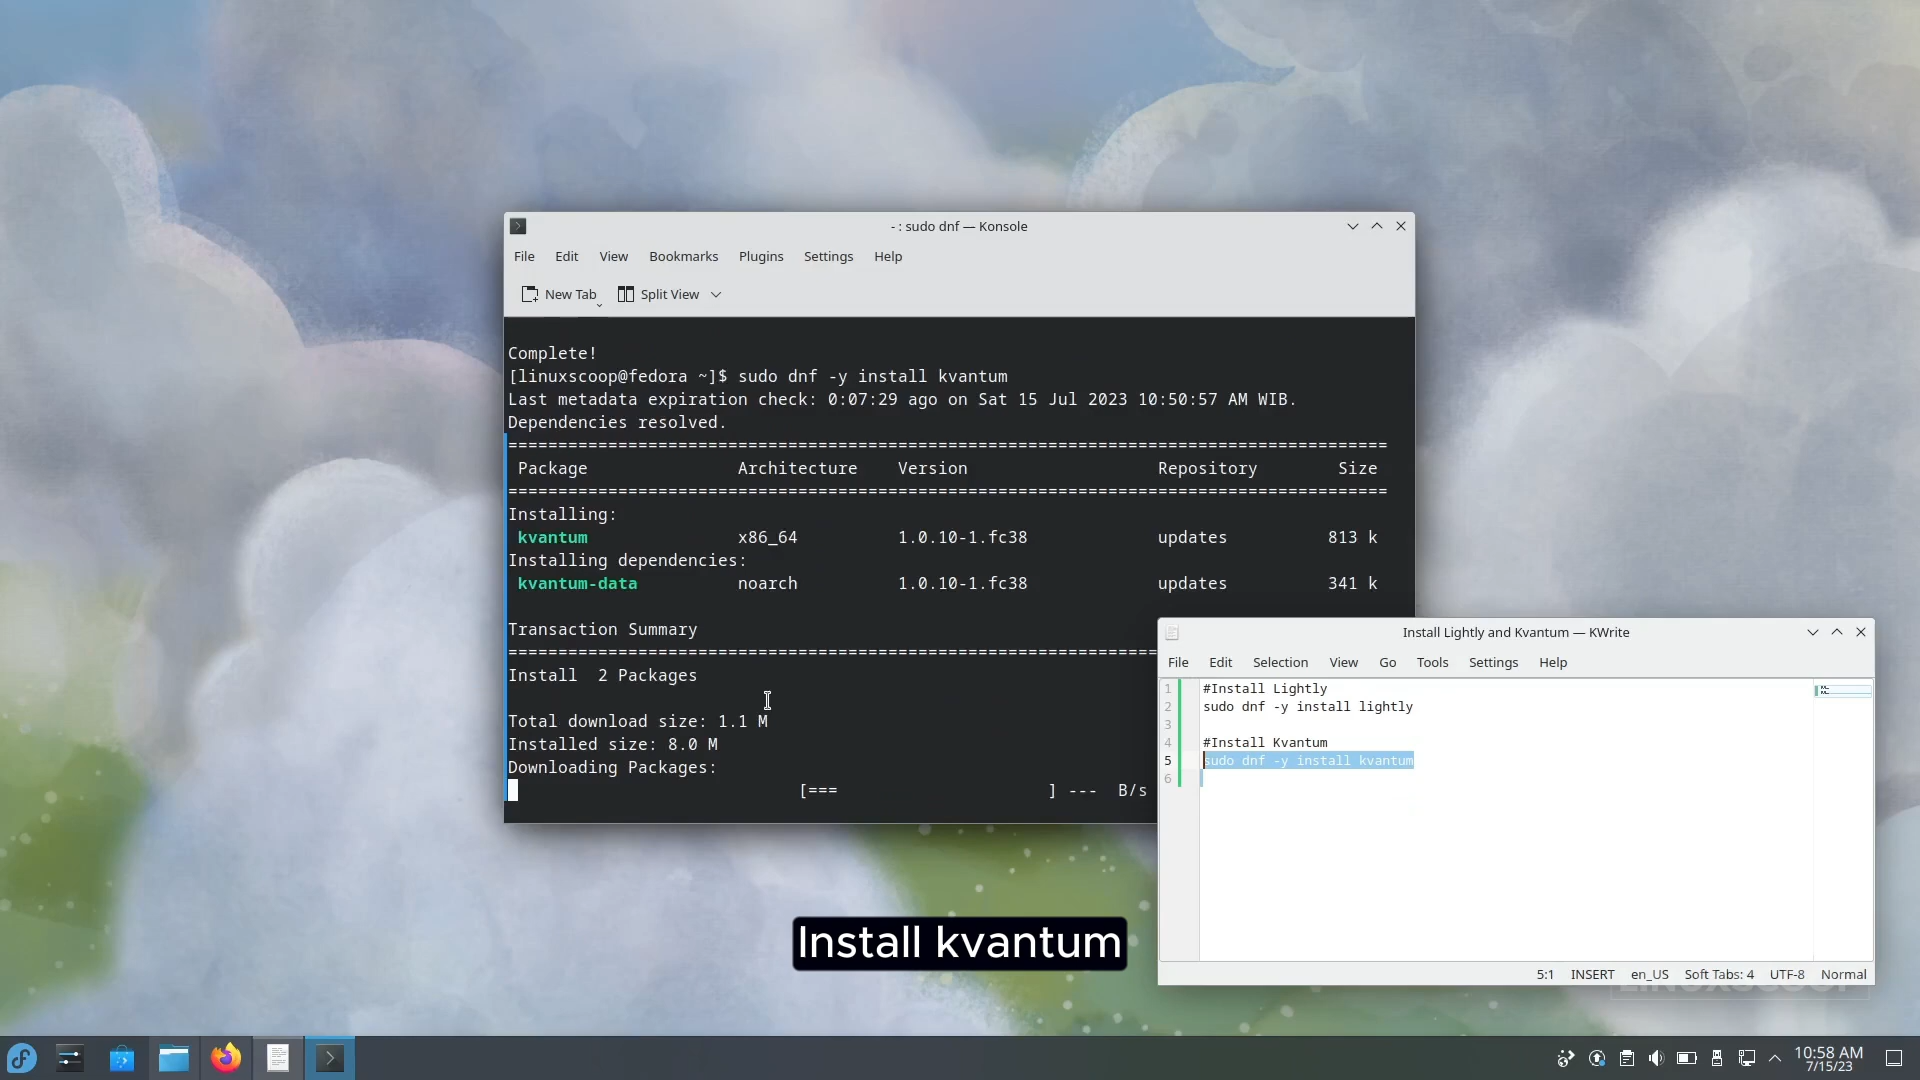 - : sudo dnf — Konsole
File Edit View Bookmarks Plugins Settings Help
New Tab Split View
Complete!
[linuxscoop@fedora ~]$ sudo dnf -y install kvantum
Last metadata expiration check: 0:07:29 ago on Sat 15 Jul 2023 10:50:57 AM WIB.
Dependencies resolved.
========================================================================================
Package Architecture Version Repository Size
========================================================================================
Installing:
kvantum x86_64 1.0.10-1.fc38 updates 813 k
Installing dependencies:
kvantum-data noarch 1.0.10-1.fc38 updates 341 k
Transaction Summary
=================================================================
Install 2 Packages
Total download size: 1.1 M
Installed size: 8.0 M
Downloading Packages:
[=== ] --- B/s
Install Lightly and Kvantum — KWrite
File Edit Selection View Go Tools Settings Help
1 #Install Lightly
2 sudo dnf -y install lightly
3
4 #Install Kvantum
5 sudo dnf -y install kvantum
6
5:1 INSERT en_US Soft Tabs: 4 UTF-8 Normal
Install kvantum
10:58 AM
7/15/23